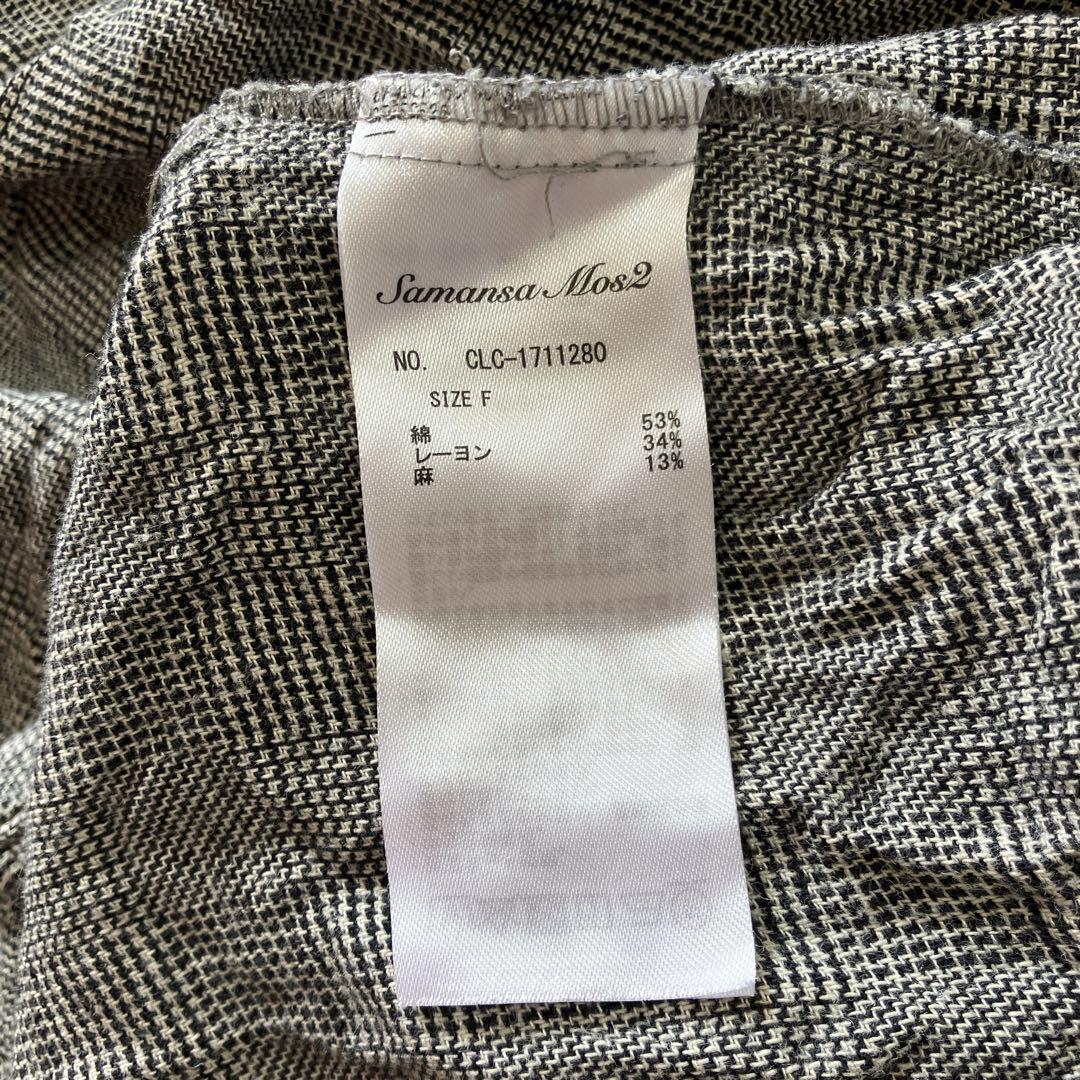 Samansa Mos2
NO. CLC-1711280
SIZE F
綿 53%
レーヨン 34%
麻 13%